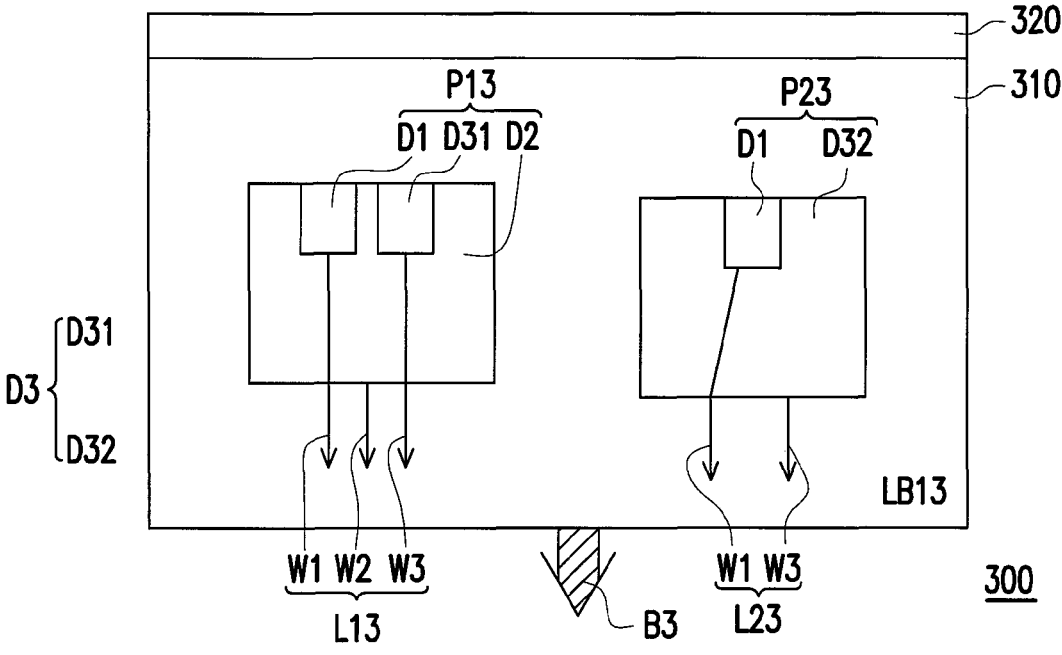 320
310
P13
P23
D1 D31 D2
D1 D32
D31
D3
D32
LB13
W1 W2 W3
W1 W3
300
L13
B3
L23